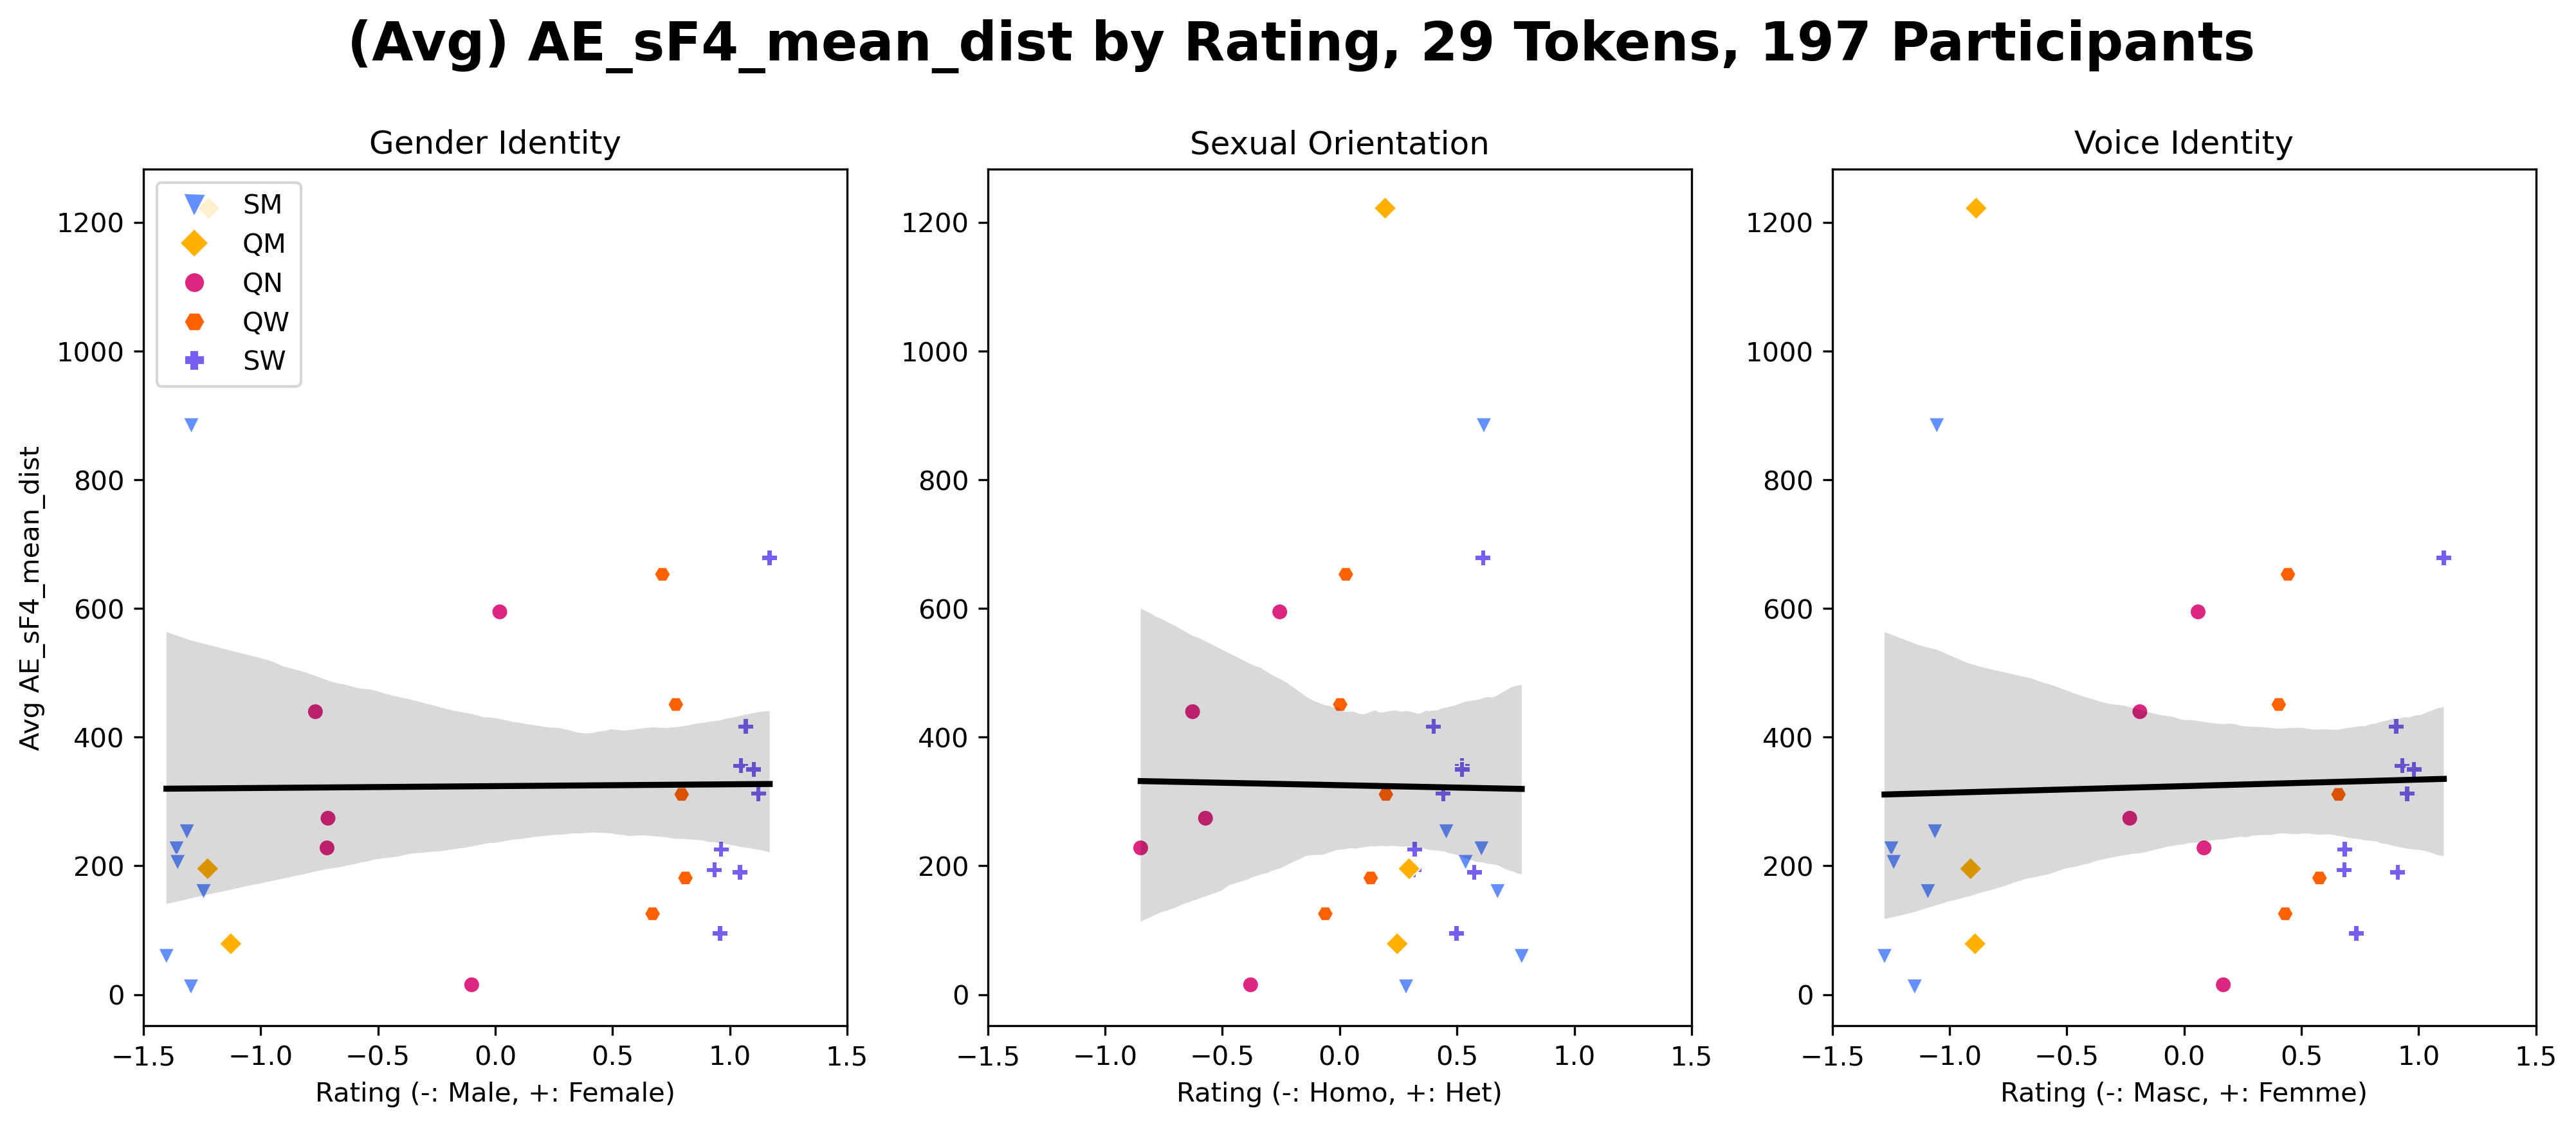 (Avg) AE_sF4_mean_dist by Rating, 29 Tokens, 197 Participants
Gender Identity
Sexual Orientation
Voice Identity
SM
QM
QN
QW
SW
Avg AE_sF4_mean_dist
1200
1000
800
600
400
200
0
−1.5 −1.0 −0.5 0.0 0.5 1.0 1.5
Rating (-: Male, +: Female)
1200
1000
800
600
400
200
0
−1.5 −1.0 −0.5 0.0 0.5 1.0 1.5
Rating (-: Homo, +: Het)
1200
1000
800
600
400
200
0
−1.5 −1.0 −0.5 0.0 0.5 1.0 1.5
Rating (-: Masc, +: Femme)